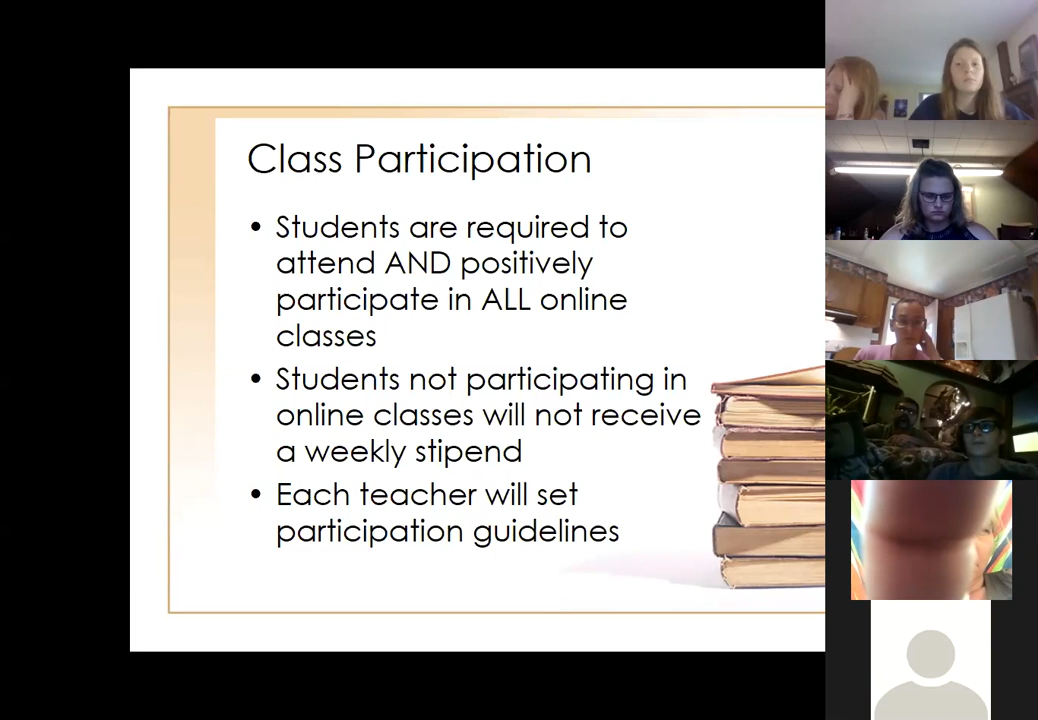 Class Participation
• Students are required to
attend AND positively
participate in ALL online
classes
• Students not participating in
online classes will not receive
a weekly stipend
• Each teacher will set
participation guidelines